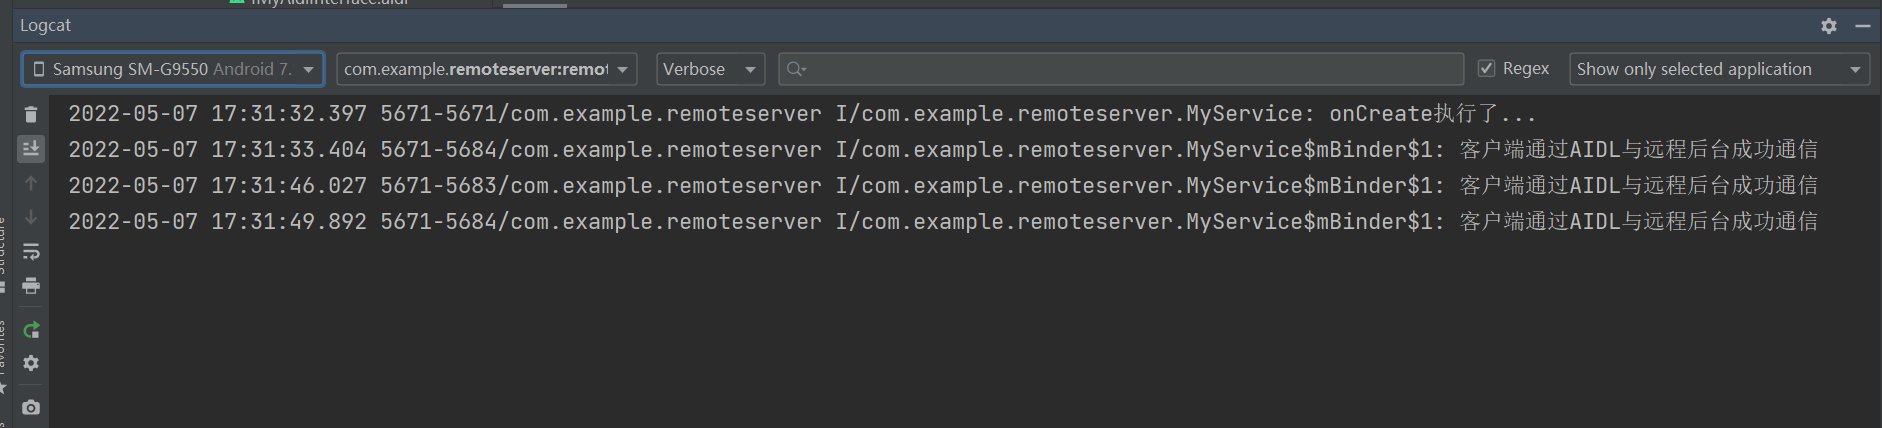 IMyAidlInterface.aidl
Logcat
Samsung SM-G9550 Android 7.
com.example.remoteserver:remot
Verbose
Regex
Show only selected application
2022-05-07 17:31:32.397 5671-5671/com.example.remoteserver I/com.example.remoteserver.MyService: onCreate执行了...
2022-05-07 17:31:33.404 5671-5684/com.example.remoteserver I/com.example.remoteserver.MyService$mBinder$1: 客户端通过AIDL与远程后台成功通信
2022-05-07 17:31:46.027 5671-5683/com.example.remoteserver I/com.example.remoteserver.MyService$mBinder$1: 客户端通过AIDL与远程后台成功通信
2022-05-07 17:31:49.892 5671-5684/com.example.remoteserver I/com.example.remoteserver.MyService$mBinder$1: 客户端通过AIDL与远程后台成功通信
Structure
Favorites